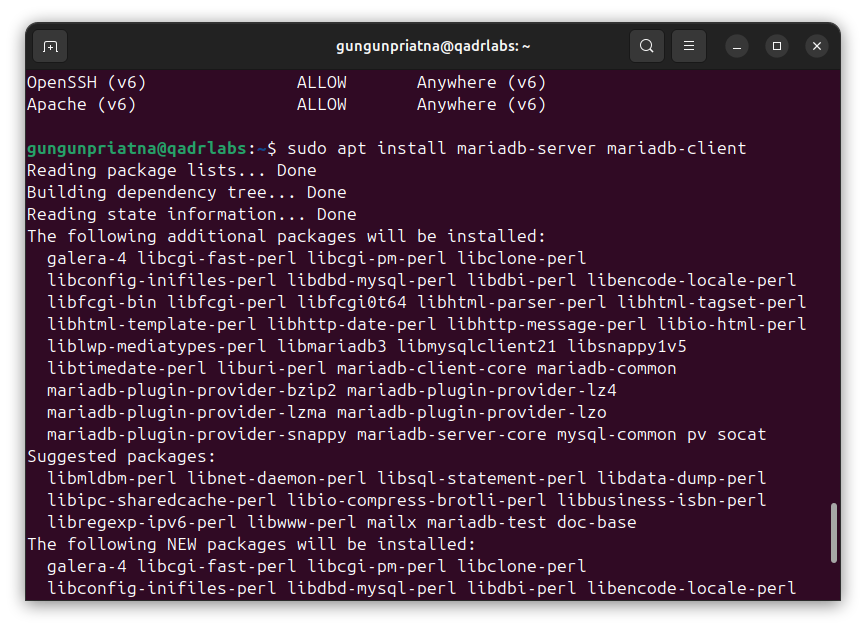 gungunpriatna@qadrlabs: ~
OpenSSH (v6)               ALLOW       Anywhere (v6)
Apache (v6)                ALLOW       Anywhere (v6)
gungunpriatna@qadrlabs:~$ sudo apt install mariadb-server mariadb-client
Reading package lists... Done
Building dependency tree... Done
Reading state information... Done
The following additional packages will be installed:
  galera-4 libcgi-fast-perl libcgi-pm-perl libclone-perl
  libconfig-inifiles-perl libdbd-mysql-perl libdbi-perl libencode-locale-perl
  libfcgi-bin libfcgi-perl libfcgi0t64 libhtml-parser-perl libhtml-tagset-perl
  libhtml-template-perl libhttp-date-perl libhttp-message-perl libio-html-perl
  liblwp-mediatypes-perl libmariadb3 libmysqlclient21 libsnappy1v5
  libtimedate-perl liburi-perl mariadb-client-core mariadb-common
  mariadb-plugin-provider-bzip2 mariadb-plugin-provider-lz4
  mariadb-plugin-provider-lzma mariadb-plugin-provider-lzo
  mariadb-plugin-provider-snappy mariadb-server-core mysql-common pv socat
Suggested packages:
  libmldbm-perl libnet-daemon-perl libsql-statement-perl libdata-dump-perl
  libipc-sharedcache-perl libio-compress-brotli-perl libbusiness-isbn-perl
  libregexp-ipv6-perl libwww-perl mailx mariadb-test doc-base
The following NEW packages will be installed:
  galera-4 libcgi-fast-perl libcgi-pm-perl libclone-perl
  libconfig-inifiles-perl libdbd-mysql-perl libdbi-perl libencode-locale-perl